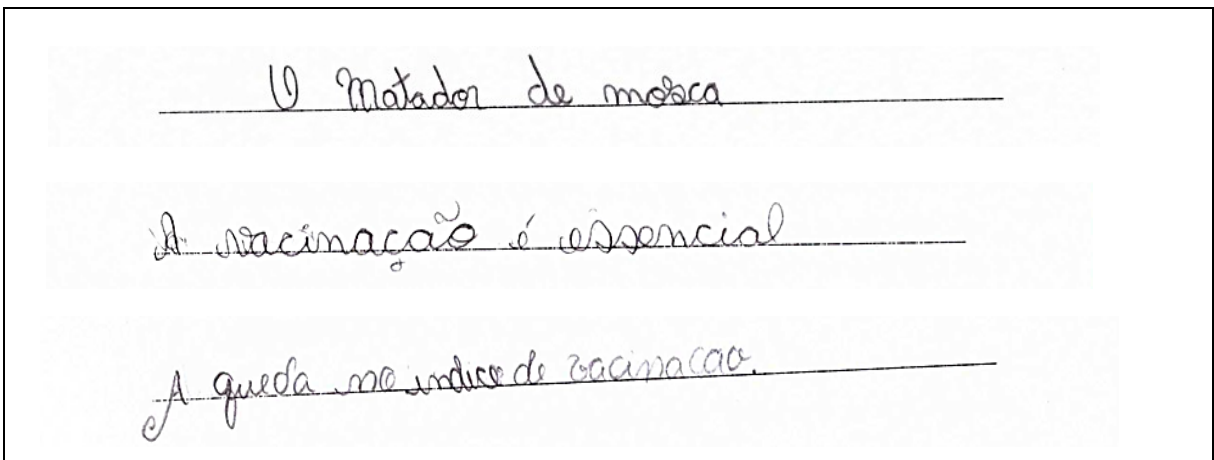 O Matador de mosca
A vacinação é essencial
A queda no indice de vacinacao.